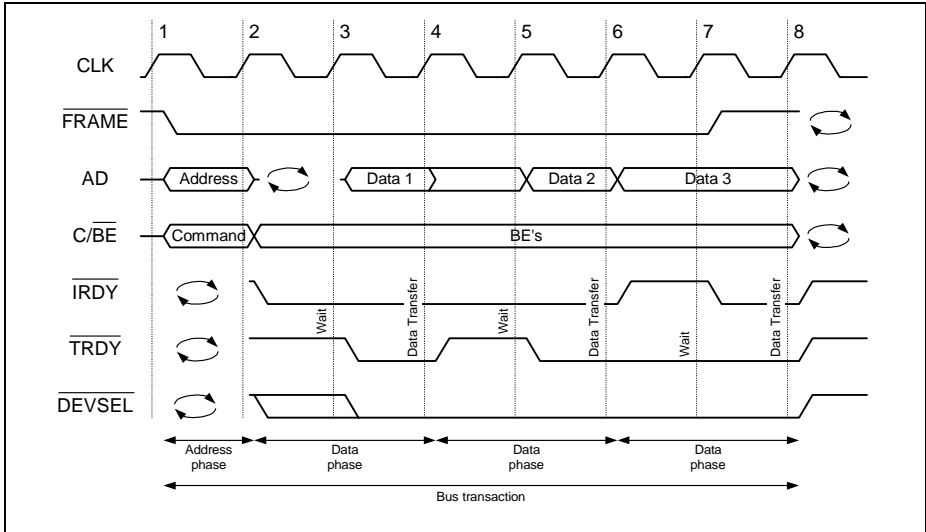 1 2 3 4 5 6 7 8
CLK
FRAME
AD Address Data 1 Data 2 Data 3
C/BE Command BE's
IRDY
Wait Data Transfer Wait Data Transfer Wait Data Transfer
TRDY
DEVSEL
Address phase
Data phase
Data phase
Data phase
Bus transaction